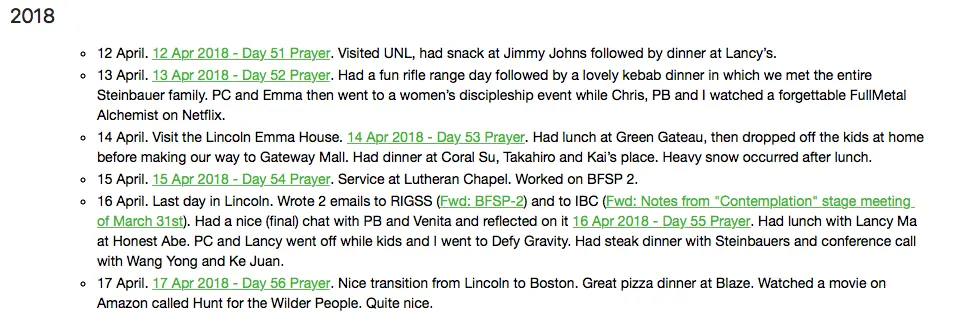 2018
12 April. 12 Apr 2018 - Day 51 Prayer. Visited UNL, had snack at Jimmy Johns followed by dinner at Lancy’s.
13 April. 13 Apr 2018 - Day 52 Prayer. Had a fun rifle range day followed by a lovely kebab dinner in which we met the entire
Steinbauer family. PC and Emma then went to a women’s discipleship event while Chris, PB and I watched a forgettable FullMetal
Alchemist on Netflix.
14 April. Visit the Lincoln Emma House. 14 Apr 2018 - Day 53 Prayer. Had lunch at Green Gateau, then dropped off the kids at home
before making our way to Gateway Mall. Had dinner at Coral Su, Takahiro and Kai’s place. Heavy snow occurred after lunch.
15 April. 15 Apr 2018 - Day 54 Prayer. Service at Lutheran Chapel. Worked on BFSP 2.
16 April. Last day in Lincoln. Wrote 2 emails to RIGSS (Fwd: BFSP-2) and to IBC (Fwd: Notes from "Contemplation" stage meeting
of March 31st). Had a nice (final) chat with PB and Venita and reflected on it 16 Apr 2018 - Day 55 Prayer. Had lunch with Lancy Ma
at Honest Abe. PC and Lancy went off while kids and I went to Defy Gravity. Had steak dinner with Steinbauers and conference call
with Wang Yong and Ke Juan.
17 April. 17 Apr 2018 - Day 56 Prayer. Nice transition from Lincoln to Boston. Great pizza dinner at Blaze. Watched a movie on
Amazon called Hunt for the Wilder People. Quite nice.